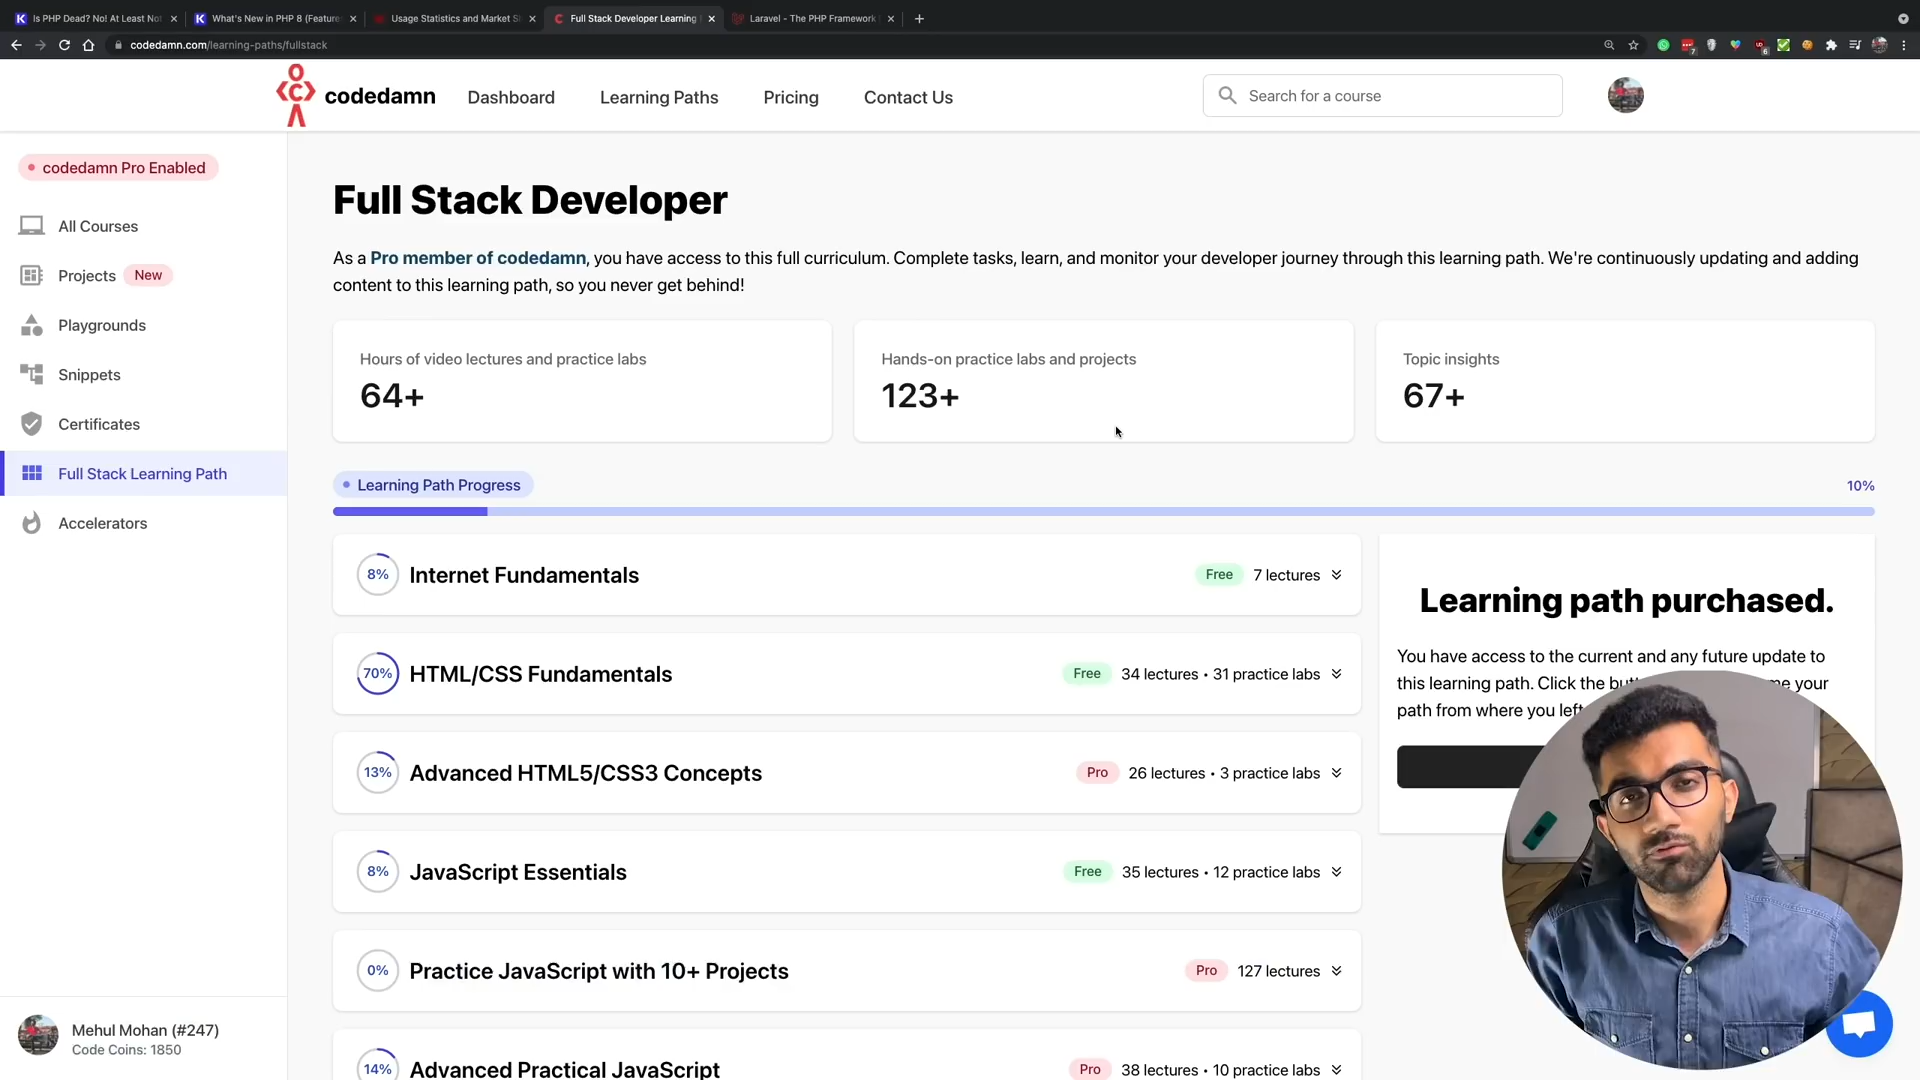 Is PHP Dead? No! At Least Not
What's New in PHP 8 (Feature
Usage Statistics and Market S
Full Stack Developer Learning
Laravel - The PHP Framework
codedamn.com/learning-paths/fullstack
codedamn
Dashboard
Learning Paths
Pricing
Contact Us
Search for a course
codedamn Pro Enabled
All Courses
Projects New
Playgrounds
Snippets
Certificates
Full Stack Learning Path
Accelerators
Mehul Mohan (#247)
Code Coins: 1850
Full Stack Developer
As a Pro member of codedamn, you have access to this full curriculum. Complete tasks, learn, and monitor your developer journey through this learning path. We're continuously updating and adding
content to this learning path, so you never get behind!
Hours of video lectures and practice labs
64+
Hands-on practice labs and projects
123+
Topic insights
67+
Learning Path Progress
10%
8% Internet Fundamentals Free 7 lectures
70% HTML/CSS Fundamentals Free 34 lectures • 31 practice labs
13% Advanced HTML5/CSS3 Concepts Pro 26 lectures • 3 practice labs
8% JavaScript Essentials Free 35 lectures • 12 practice labs
0% Practice JavaScript with 10+ Projects Pro 127 lectures
14% Advanced Practical JavaScript Pro 38 lectures • 10 practice labs
Learning path purchased.
You have access to the current and any future update to
this learning path. Click the your
path from where you left